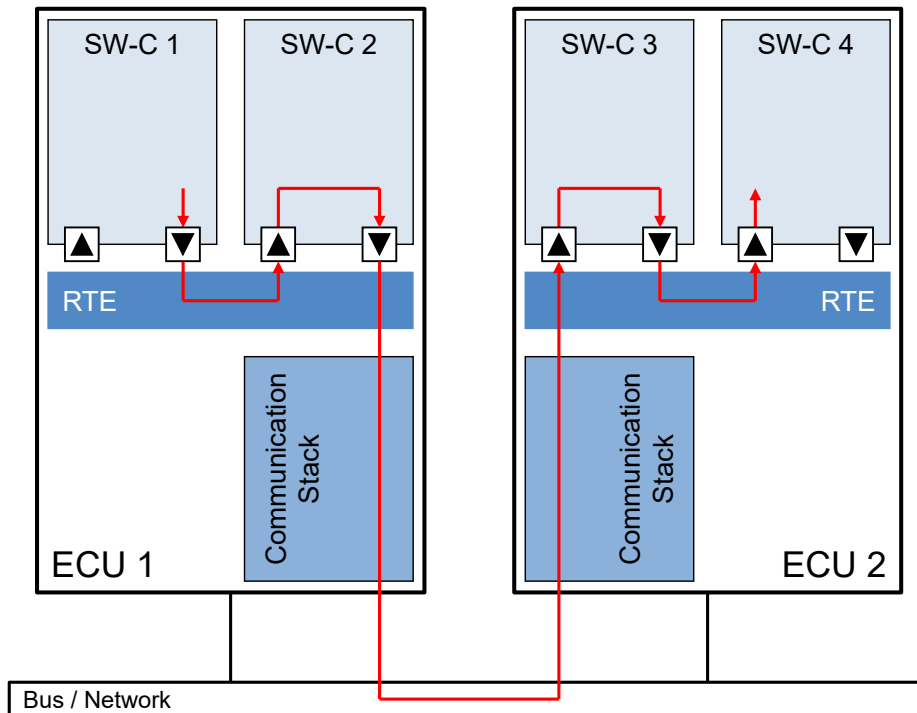 SW-C 1
SW-C 2
RTE
Communication
Stack
ECU 1
SW-C 3
SW-C 4
RTE
Communication
Stack
ECU 2
Bus / Network